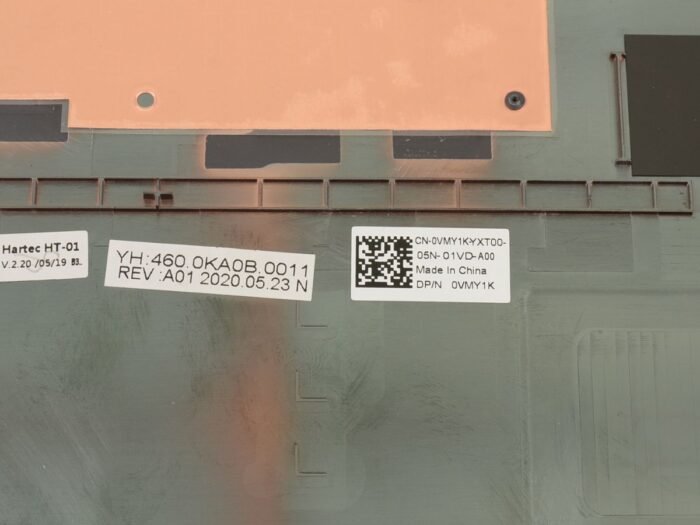 Hartec HT-01
V.2.20 /05/19 B3.
YH:460.0KA0B.0011
REV :A01 2020.05.23 N
CN-0VMY1K-YXT00-
05N-01VD-A00
Made In China
DP/N 0VMY1K